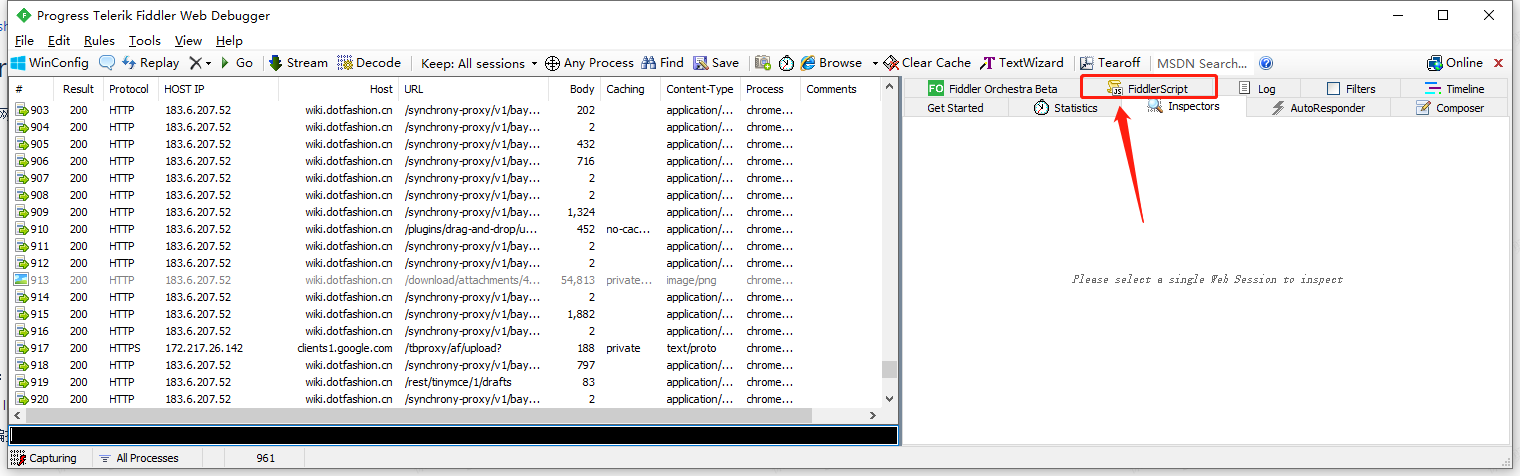 Progress Telerik Fiddler Web Debugger
File Edit Rules Tools View Help
WinConfig Replay Go Stream Decode Keep: All sessions Any Process Find Save Browse Clear Cache TextWizard Tearoff MSDN Search... Online
# Result Protocol HOST IP Host URL Body Caching Content-Type Process Comments
903 200 HTTP 183.6.207.52 wiki.dotfashion.cn /synchrony-proxy/v1/bay... 202 application/... chrome...
904 200 HTTP 183.6.207.52 wiki.dotfashion.cn /synchrony-proxy/v1/bay... 2 application/... chrome...
905 200 HTTP 183.6.207.52 wiki.dotfashion.cn /synchrony-proxy/v1/bay... 432 application/... chrome...
906 200 HTTP 183.6.207.52 wiki.dotfashion.cn /synchrony-proxy/v1/bay... 716 application/... chrome...
907 200 HTTP 183.6.207.52 wiki.dotfashion.cn /synchrony-proxy/v1/bay... 2 application/... chrome...
908 200 HTTP 183.6.207.52 wiki.dotfashion.cn /synchrony-proxy/v1/bay... 2 application/... chrome...
909 200 HTTP 183.6.207.52 wiki.dotfashion.cn /synchrony-proxy/v1/bay... 1,324 application/... chrome...
910 200 HTTP 183.6.207.52 wiki.dotfashion.cn /plugins/drag-and-drop/u... 452 no-cac... application/... chrome...
911 200 HTTP 183.6.207.52 wiki.dotfashion.cn /synchrony-proxy/v1/bay... 2 application/... chrome...
912 200 HTTP 183.6.207.52 wiki.dotfashion.cn /synchrony-proxy/v1/bay... 2 application/... chrome...
913 200 HTTP 183.6.207.52 wiki.dotfashion.cn /download/attachments/4... 54,813 private... image/png chrome...
914 200 HTTP 183.6.207.52 wiki.dotfashion.cn /synchrony-proxy/v1/bay... 2 application/... chrome...
915 200 HTTP 183.6.207.52 wiki.dotfashion.cn /synchrony-proxy/v1/bay... 1,882 application/... chrome...
916 200 HTTP 183.6.207.52 wiki.dotfashion.cn /synchrony-proxy/v1/bay... 2 application/... chrome...
917 200 HTTPS 172.217.26.142 clients1.google.com /tbproxy/af/upload? 188 private text/proto chrome...
918 200 HTTP 183.6.207.52 wiki.dotfashion.cn /synchrony-proxy/v1/bay... 797 application/... chrome...
919 200 HTTP 183.6.207.52 wiki.dotfashion.cn /rest/tinymce/1/drafts 83 application/... chrome...
920 200 HTTP 183.6.207.52 wiki.dotfashion.cn /synchrony-proxy/v1/bay... 2 application/... chrome...
FO Fiddler Orchestra Beta FiddlerScript Log Filters Timeline
Get Started Statistics Inspectors AutoResponder Composer
Please select a single Web Session to inspect
Capturing All Processes 961